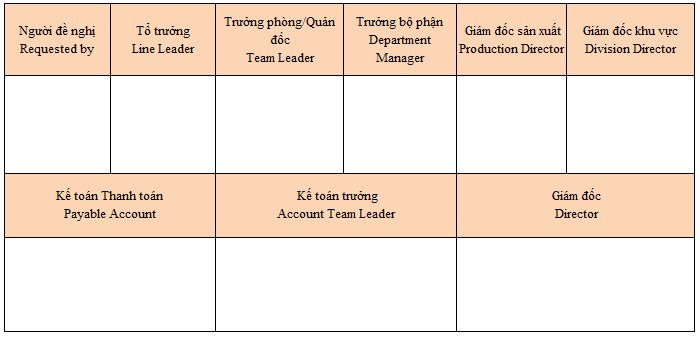 Người đề nghị
Requested by
Tổ trưởng
Line Leader
Trưởng phòng/Quản
đốc
Team Leader
Trưởng bộ phận
Department
Manager
Giám đốc sản xuất
Production Director
Giám đốc khu vực
Division Director
Kế toán Thanh toán
Payable Account
Kế toán trưởng
Account Team Leader
Giám đốc
Director